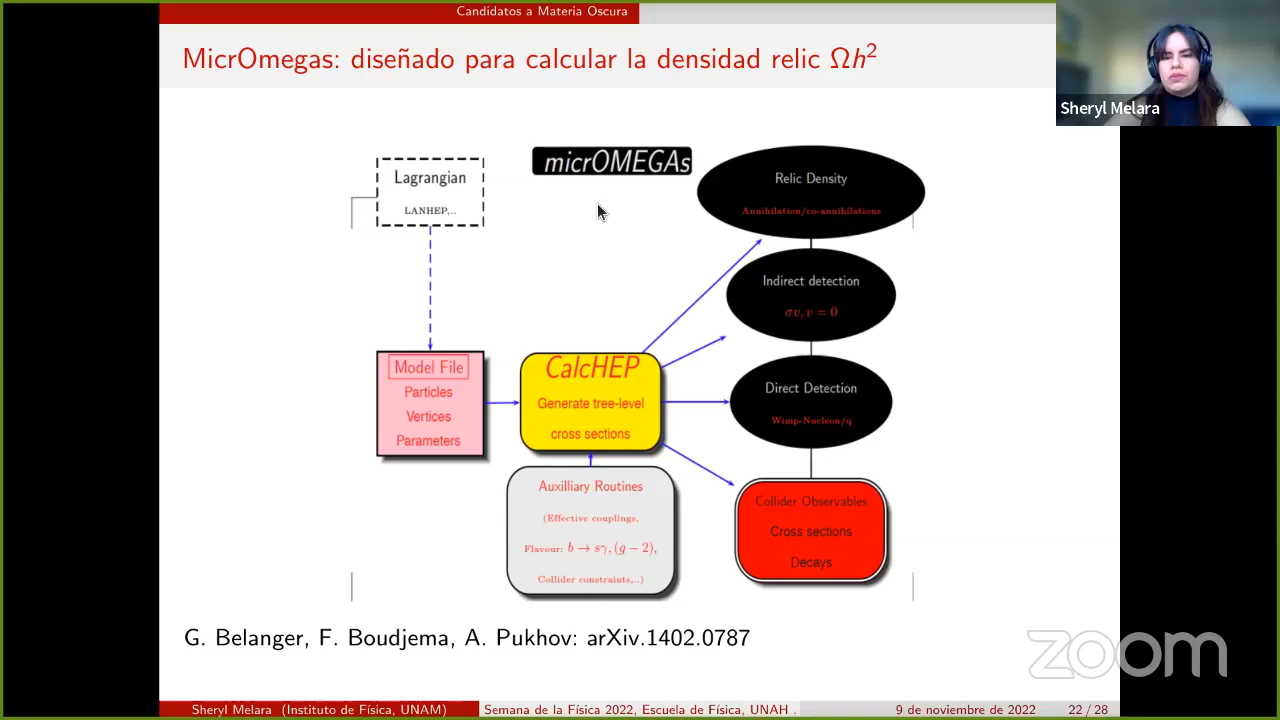 Candidatos a Materia Oscura
MicrOmegas: diseñado para calcular la densidad relic Ωh²
Sheryl Melara
micrOMEGAs
Lagrangian
LANHEP,..
Relic Density
Annihilation/co-annihilations
Indirect detection
σv, v = 0
Model File
Particles
Vertices
Parameters
CalcHEP
Generate tree-level
cross sections
Direct Detection
Wimp-Nucleon/q
Auxilliary Routines
(Effective couplings,
Flavour: b → sγ, (g − 2),
Collider constraints,..)
Collider Observables
Cross sections
Decays
G. Belanger, F. Boudjema, A. Pukhov: arXiv.1402.0787
zoom
Sheryl Melara (Instituto de Física, UNAM) Semana de la Física 2022, Escuela de Física, UNAH . 9 de noviembre de 2022 22 / 28